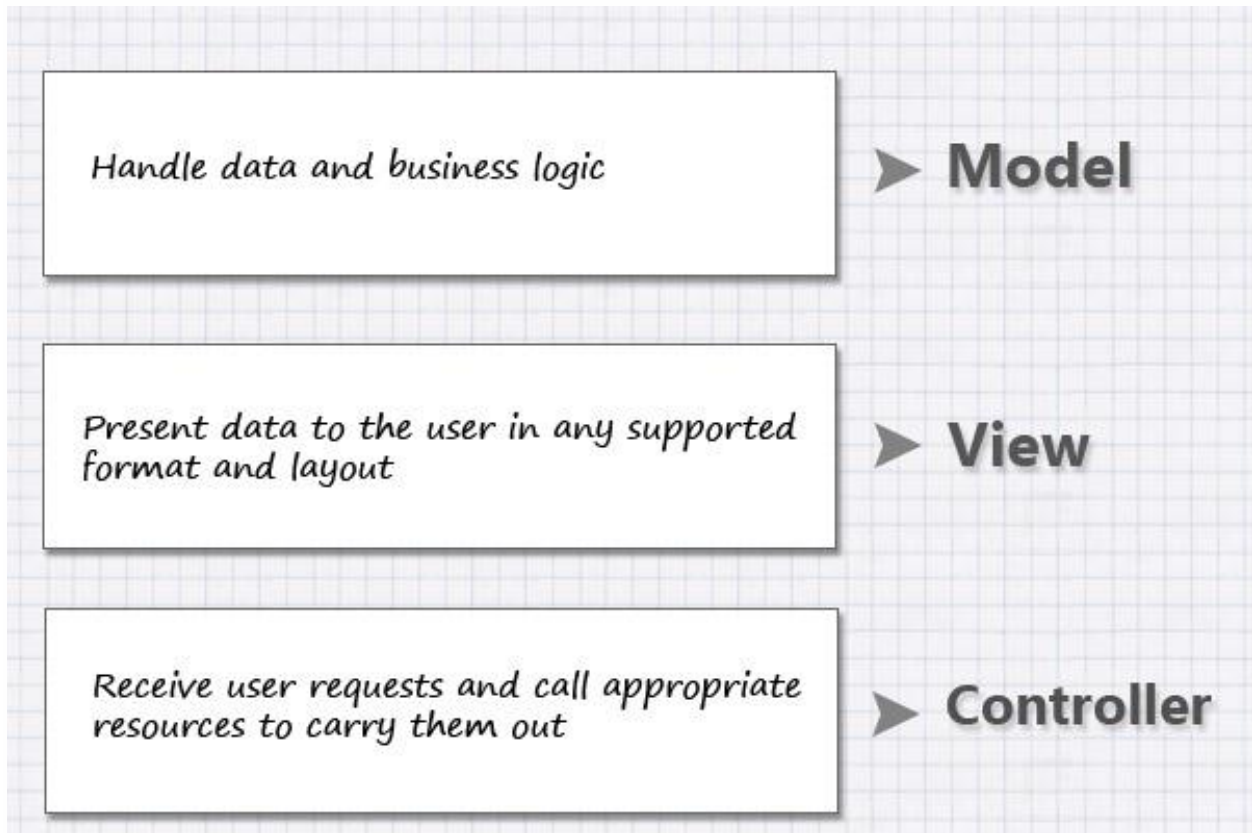 Handle data and business logic
Model
Present data to the user in any supported
format and layout
View
Receive user requests and call appropriate
resources to carry them out
Controller